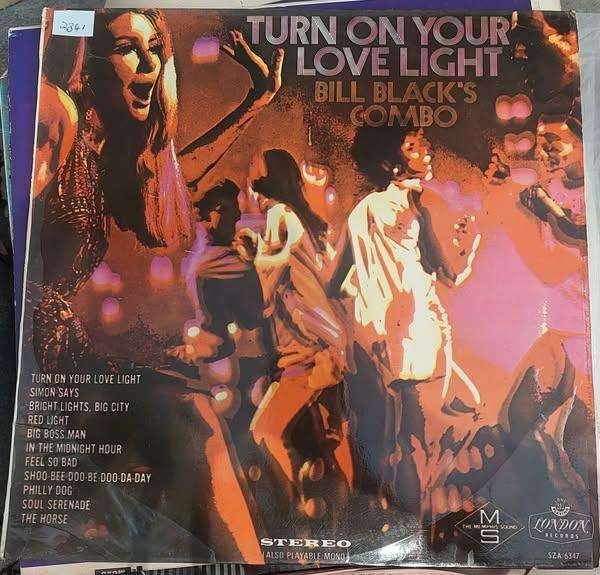 2341
TURN ON YOUR
LOVE LIGHT
BILL BLACK'S
COMBO
TURN ON YOUR LOVE LIGHT
SIMON SAYS
BRIGHT LIGHTS, BIG CITY
RED LIGHT
BIG BOSS MAN
IN THE MIDNIGHT HOUR
FEEL SO BAD
SHOO-BEE-DOO-BE-DOO-DA-DAY
PHILLY DOG
SOUL SERENADE
THE HORSE
STEREO
(ALSO PLAYABLE MONO)
M
THE MEMPHIS SOUND
S
LONDON
RECORDS
SZA 6347